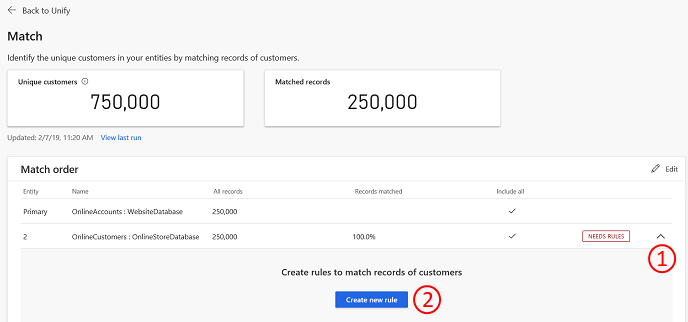 Back to Unify
Match
Identify the unique customers in your entities by matching records of customers.
Unique customers
Matched records
750,000
250,000
Updated: 2/7/19, 11:20 AM View last run
Match order
Edit
Entity Name All records Records matched Include all
Primary OnlineAccounts : WebsiteDatabase 250,000
2 OnlineCustomers : OnlineStoreDatabase 250,000 100.0% NEEDS RULES
1
Create rules to match records of customers
Create new rule 2